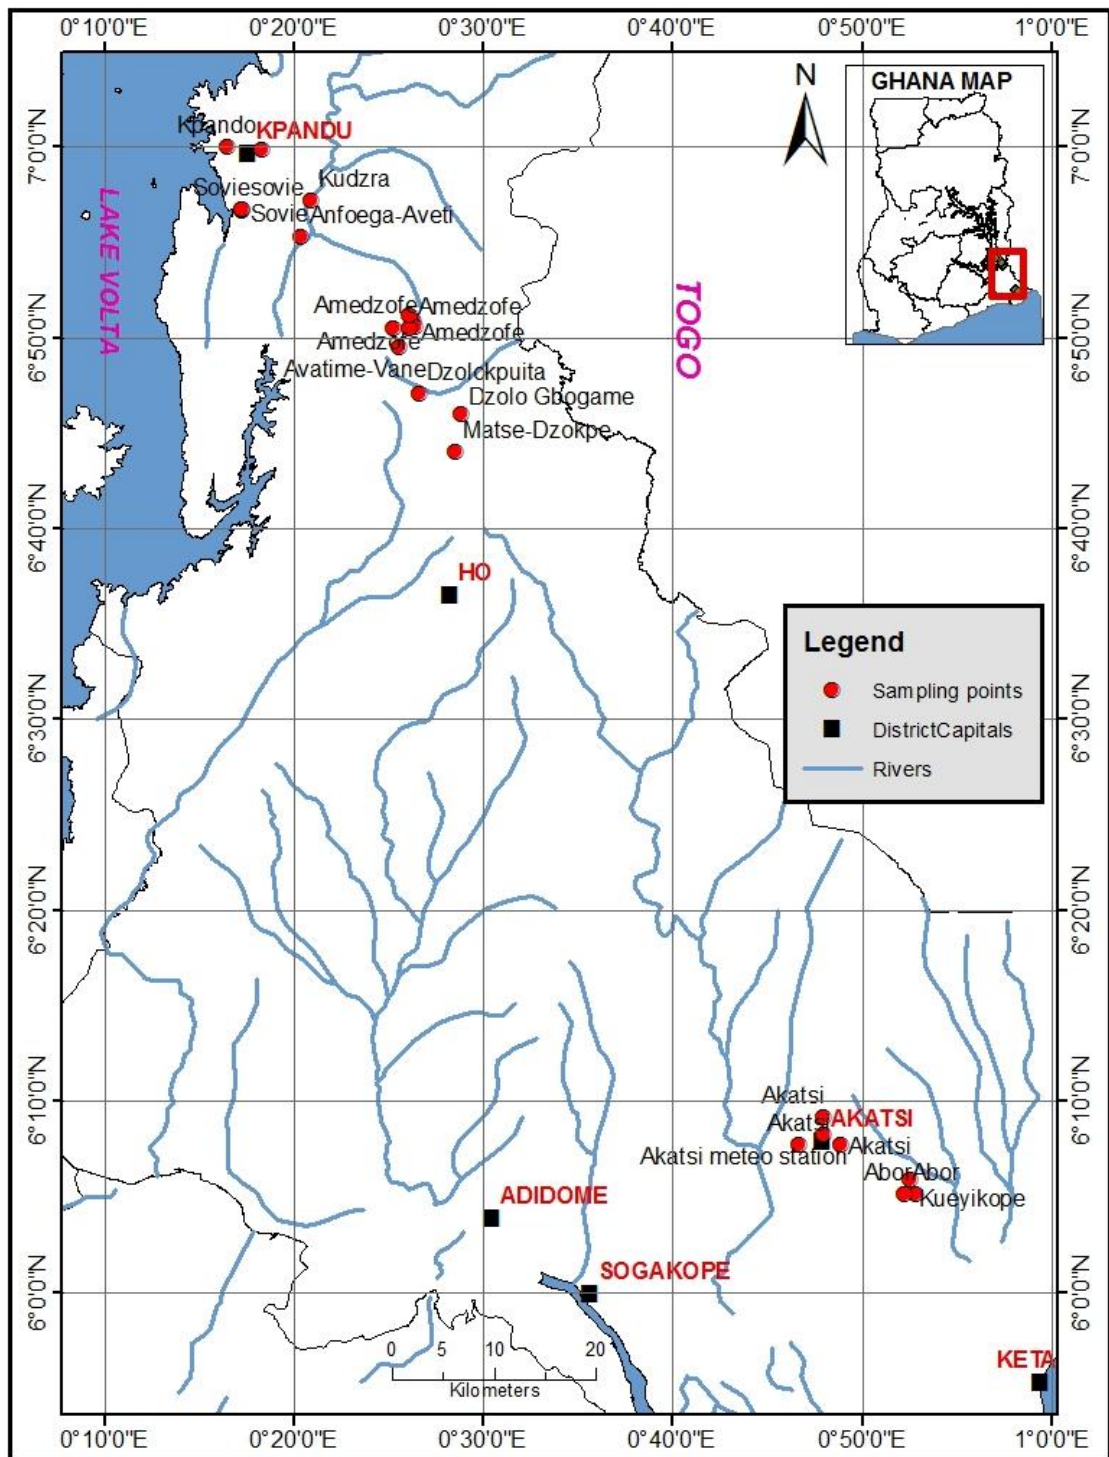 0°10'0"E 0°20'0"E 0°30'0"E 0°40'0"E 0°50'0"E 1°0'0"E
N
GHANA MAP
Kpando KPANDU
7°0'0"N 7°0'0"N
Soviesovie Kudzra
Sovie Anfoega-Aveti
LAKE VOLTA
TOGO
Amedzofe Amedzofe
Amedzofe Amedzofe
6°50'0"N 6°50'0"N
Avatime-Vane Dzolokpuita
Dzolo Gbogame
Matse-Dzokpe
6°40'0"N 6°40'0"N
HO
Legend
Sampling points
DistrictCapitals
Rivers
6°30'0"N 6°30'0"N
6°20'0"N 6°20'0"N
6°10'0"N 6°10'0"N
Akatsi
Akatsi AKATSI
Akatsi meteo station Akatsi
Abor Abor
Kueyikope
ADIDOME
SOGAKOPE
6°0'0"N 6°0'0"N
0 5 10 20
Kilometers
KETA
0°10'0"E 0°20'0"E 0°30'0"E 0°40'0"E 0°50'0"E 1°0'0"E